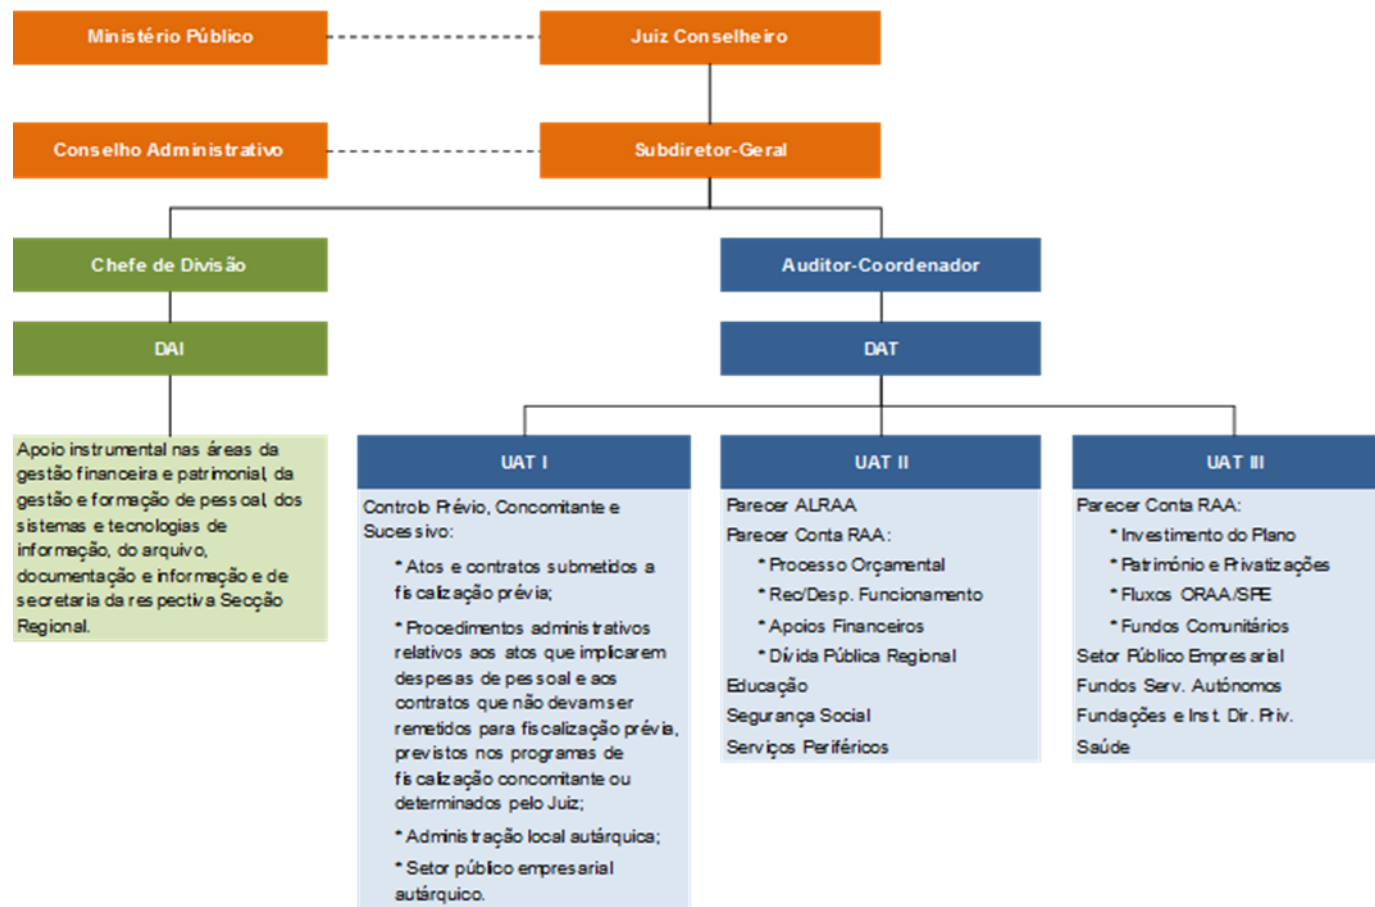 Ministério Público
Juiz Conselheiro
Conselho Administrativo
Subdiretor-Geral
Chefe de Divisão
Auditor-Coordenador
DAI
DAT
Apoio instrumental nas áreas da
gestão financeira e patrimonial, da
gestão e formação de pessoal, dos
sistemas e tecnologias de
informação, do arquivo,
documentação e informação e de
secretaria da respectiva Secção
Regional.
UAT I
Controlo Prévio, Concomitante e
Sucessivo:
* Atos e contratos submetidos a
fiscalização prévia;
* Procedimentos administrativos
relativos aos atos que implicarem
despesas de pessoal e aos
contratos que não devam ser
remetidos para fiscalização prévia,
previstos nos programas de
fiscalização concomitante ou
determinados pelo Juiz;
* Administração local autárquica;
* Setor público empresarial
autárquico.
UAT II
Parecer ALRAA
Parecer Conta RAA:
* Processo Orçamental
* Rec/Desp. Funcionamento
* Apoios Financeiros
* Dívida Pública Regional
Educação
Segurança Social
Serviços Periféricos
UAT III
Parecer Conta RAA:
* Investimento do Plano
* Património e Privatizações
* Fluxos ORAA/SPE
* Fundos Comunitários
Setor Público Empresarial
Fundos Serv. Autónomos
Fundações e Inst. Dir. Priv.
Saúde